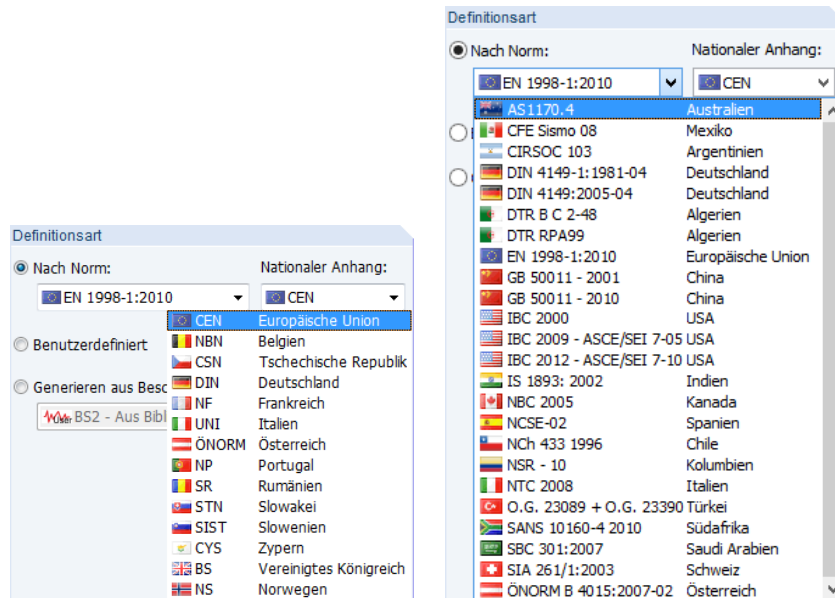 Definitionsart
Nach Norm: Nationaler Anhang:
EN 1998-1:2010 CEN
CEN Europäische Union
Benutzerdefiniert NBN Belgien
CSN Tschechische Republik
Generieren aus Besc DIN Deutschland
NF Frankreich
BS2 - Aus Bibl UNI Italien
ÖNORM Österreich
NP Portugal
SR Rumänien
STN Slowakei
SIST Slowenien
CYS Zypern
BS Vereinigtes Königreich
NS Norwegen
Definitionsart
Nach Norm: Nationaler Anhang:
EN 1998-1:2010 CEN
AS1170.4 Australien
CFE Sismo 08 Mexiko
CIRSOC 103 Argentinien
DIN 4149-1:1981-04 Deutschland
DIN 4149:2005-04 Deutschland
DTR B C 2-48 Algerien
DTR RPA99 Algerien
EN 1998-1:2010 Europäische Union
GB 50011 - 2001 China
GB 50011 - 2010 China
IBC 2000 USA
IBC 2009 - ASCE/SEI 7-05 USA
IBC 2012 - ASCE/SEI 7-10 USA
IS 1893: 2002 Indien
NBC 2005 Kanada
NCSE-02 Spanien
NCh 433 1996 Chile
NSR - 10 Kolumbien
NTC 2008 Italien
O.G. 23089 + O.G. 23390 Türkei
SANS 10160-4 2010 Südafrika
SBC 301:2007 Saudi Arabien
SIA 261/1:2003 Schweiz
ÖNORM B 4015:2007-02 Österreich